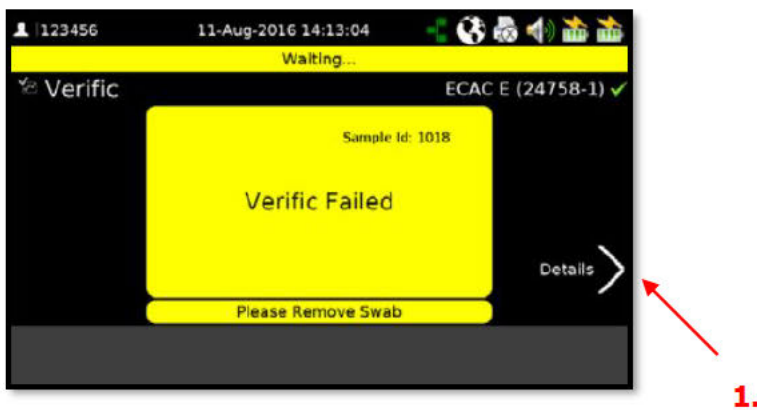 123456 11-Aug-2016 14:13:04
Waiting...
Verific ECAC E (24758-1)
Sample Id: 1018
Verific Failed
Details
Please Remove Swab
1.